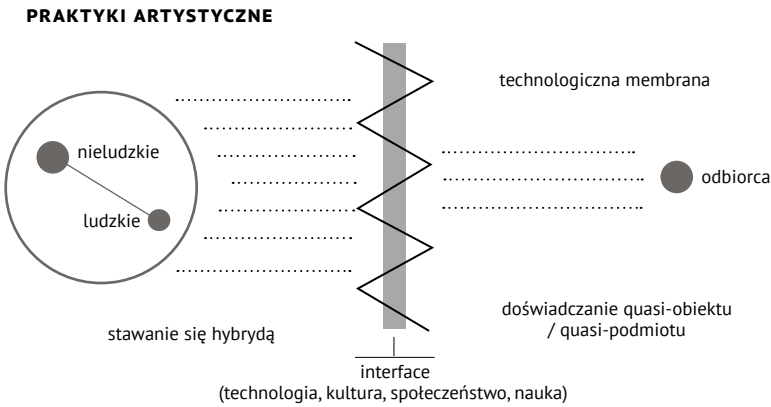 PRAKTYKI ARTYSTYCZNE
technologiczna membrana
nieludzkie
odbiorca
ludzkie
doświadczanie quasi-obiektu
/ quasi-podmiotu
stawanie się hybrydą
interface
(technologia, kultura, społeczeństwo, nauka)